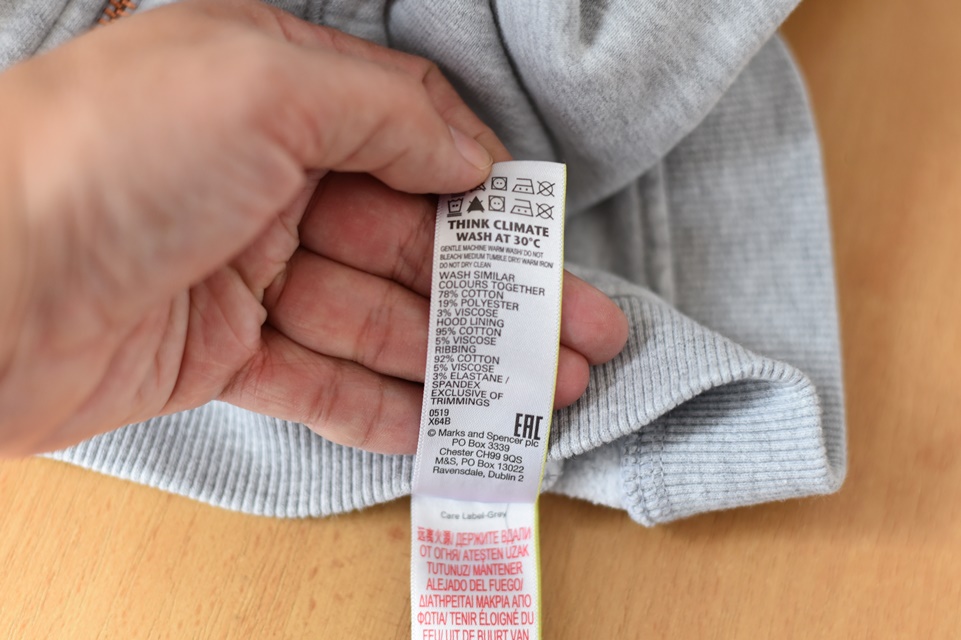 THINK CLIMATE
WASH AT 30°C
GENTLE MACHINE WARM WASH/ DO NOT
BLEACH/ MEDIUM TUMBLE DRY/ WARM IRON/
DO NOT DRY CLEAN
WASH SIMILAR
COLOURS TOGETHER
78% COTTON
19% POLYESTER
3% VISCOSE
HOOD LINING
95% COTTON
5% VISCOSE
RIBBING
92% COTTON
5% VISCOSE
3% ELASTANE /
SPANDEX
EXCLUSIVE OF
TRIMMINGS
0519
X64B
EAC
© Marks and Spencer plc
PO Box 3339
Chester CH99 9QS
M&S, PO Box 13022
Ravensdale, Dublin 2
Care Label-Grey
远离火源/ ДЕРЖИТЕ ВДАЛИ
ОТ ОГНЯ/ ATEŞTEN UZAK
TUTUNUZ/ MANTENER
ALEJADO DEL FUEGO/
ΔΙΑΤΗΡΕΙΤΑΙ ΜΑΚΡΙΑ ΑΠΟ
ΦΩΤΙΑ/ TENIR ÉLOIGNÉ DU
FEU/ UIT DE BUURT VAN